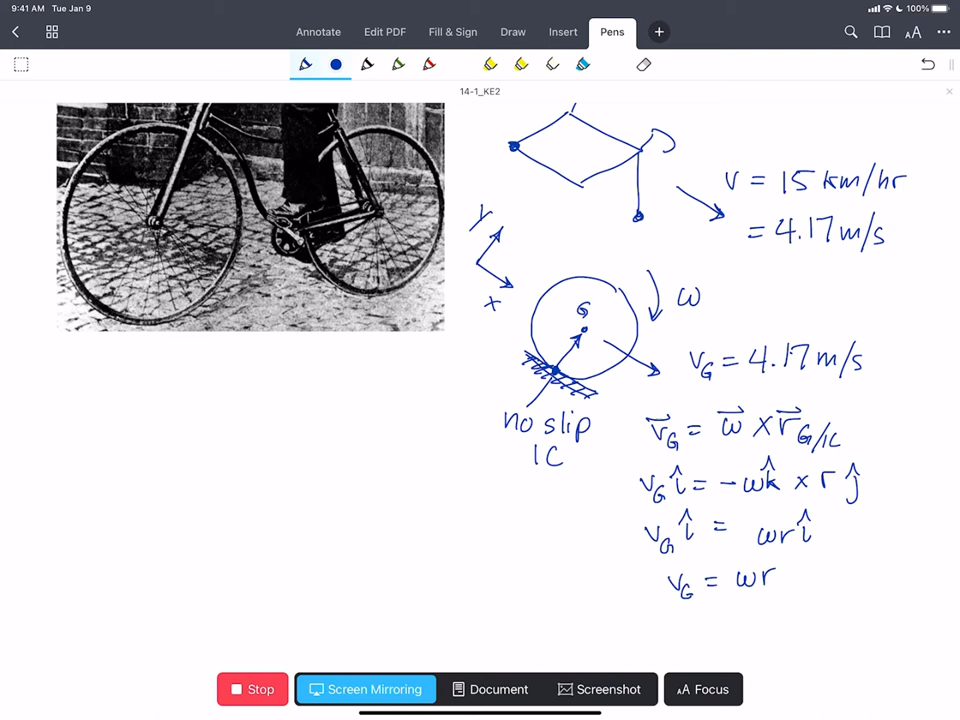 9:41 AM Tue Jan 9
100%
Annotate Edit PDF Fill & Sign Draw Insert Pens
AA
14-1_KE2
v = 15 km/hr
= 4.17 m/s
y
x
G
ω
v_G = 4.17 m/s
no slip
IC
v⃗_G = ω⃗ × r⃗_G/IC
v_G î = -ωk̂ × r ĵ
v_G î = ωr î
v_G = ωr
Stop Screen Mirroring Document Screenshot AA Focus